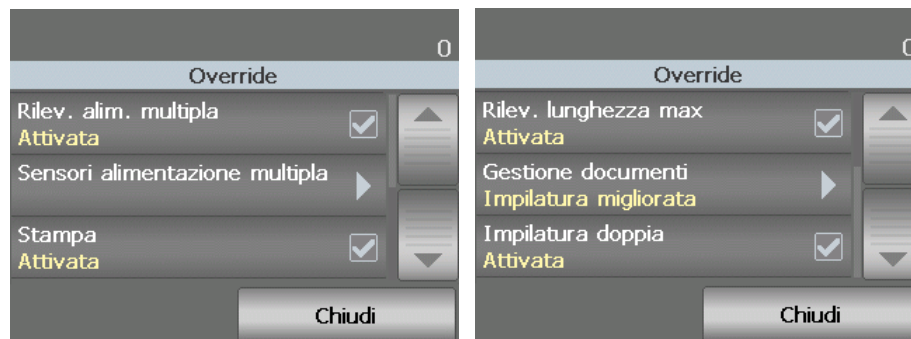 0
Override
Rilev. alim. multipla
Attivata
Sensori alimentazione multipla
Stampa
Attivata
Chiudi
0
Override
Rilev. lunghezza max
Attivata
Gestione documenti
Impilatura migliorata
Impilatura doppia
Attivata
Chiudi